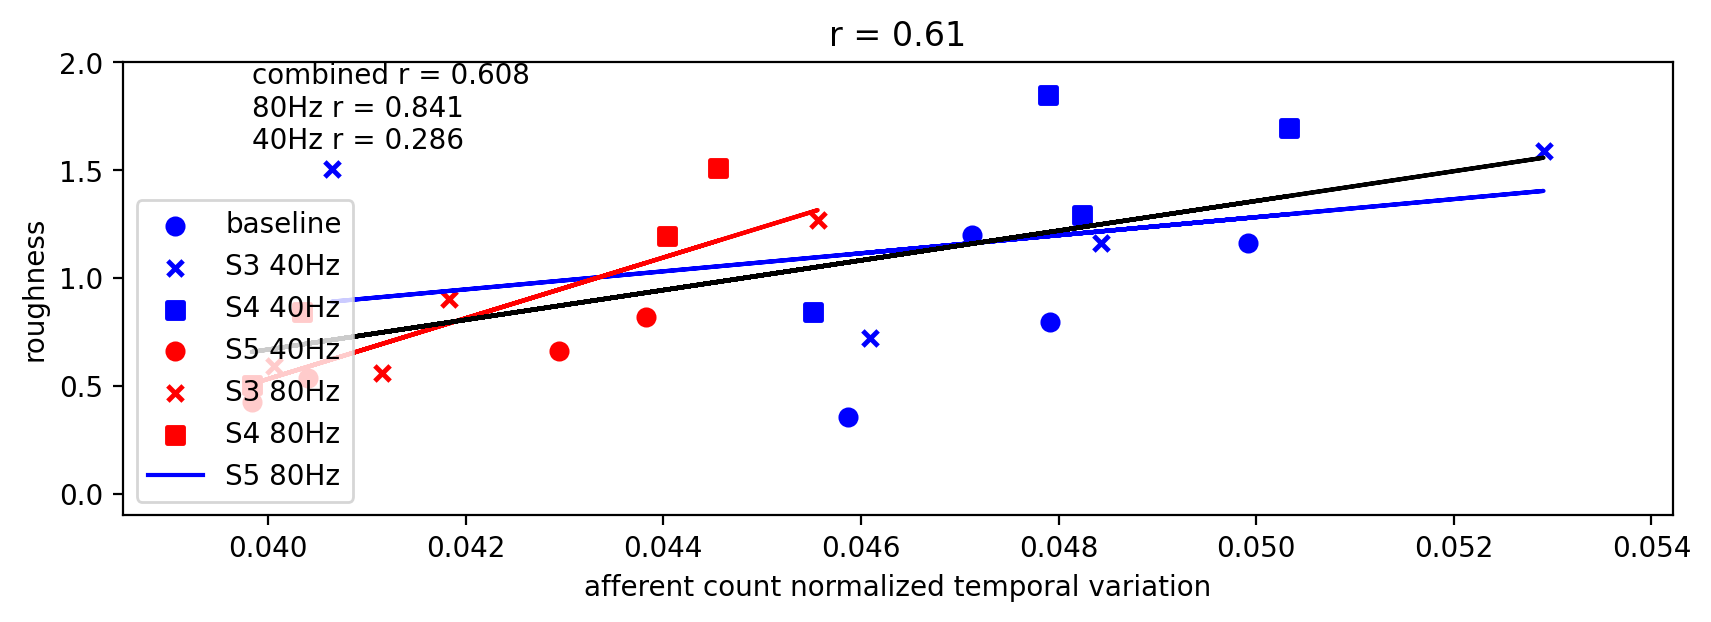 r = 0.61
combined r = 0.608
80Hz r = 0.841
40Hz r = 0.286
2.0
1.5
1.0
0.5
0.0
roughness
baseline
S3 40Hz
S4 40Hz
S5 40Hz
S3 80Hz
S4 80Hz
S5 80Hz
0.040 0.042 0.044 0.046 0.048 0.050 0.052 0.054
afferent count normalized temporal variation